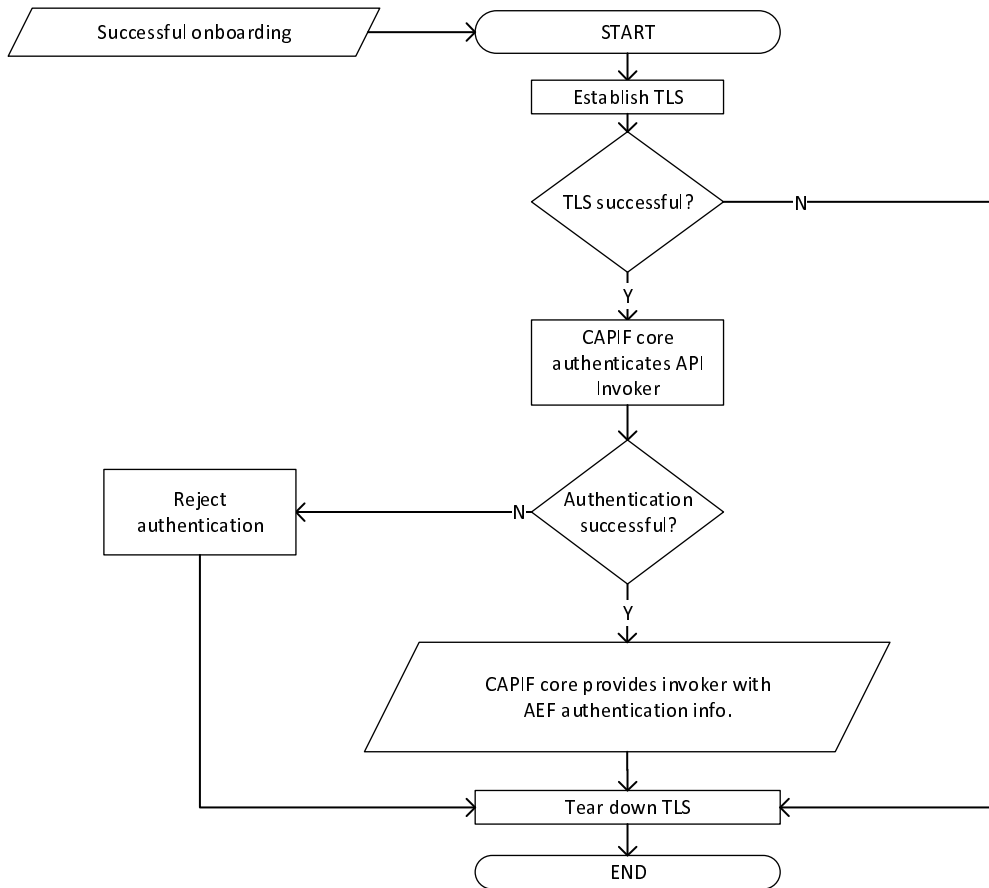 Successful onboarding
START
Establish TLS
TLS successful?
N
Y
CAPIF core
authenticates API
Invoker
Reject
authentication
N
Authentication
successful?
Y
CAPIF core provides invoker with
AEF authentication info.
Tear down TLS
END